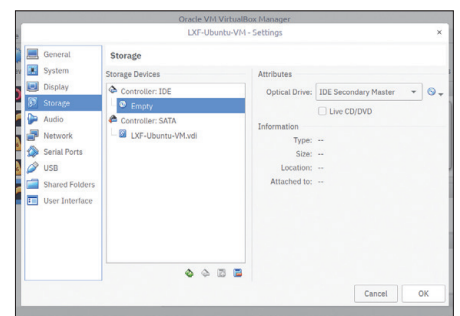 Oracle VM VirtualBox Manager
LXF-Ubuntu-VM - Settings
General
System
Display
Storage
Audio
Network
Serial Ports
USB
Shared Folders
User Interface
Storage
Storage Devices
Controller: IDE
Empty
Controller: SATA
LXF-Ubuntu-VM.vdi
Attributes
Optical Drive: IDE Secondary Master
Live CD/DVD
Information
Type: --
Size: --
Location: --
Attached to: --
Cancel
OK